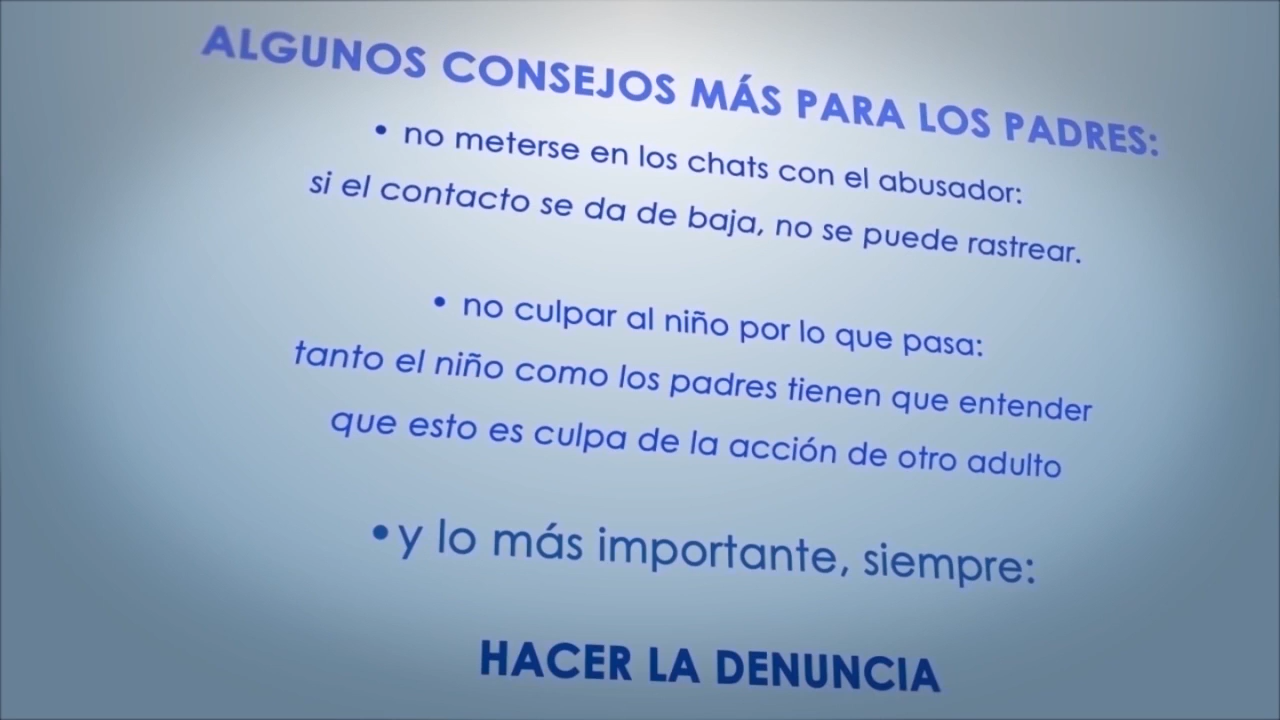 ALGUNOS CONSEJOS MÁS PARA LOS PADRES:
• no meterse en los chats con el abusador:
si el contacto se da de baja, no se puede rastrear.
• no culpar al niño por lo que pasa:
tanto el niño como los padres tienen que entender
que esto es culpa de la acción de otro adulto
• y lo más importante, siempre:
HACER LA DENUNCIA